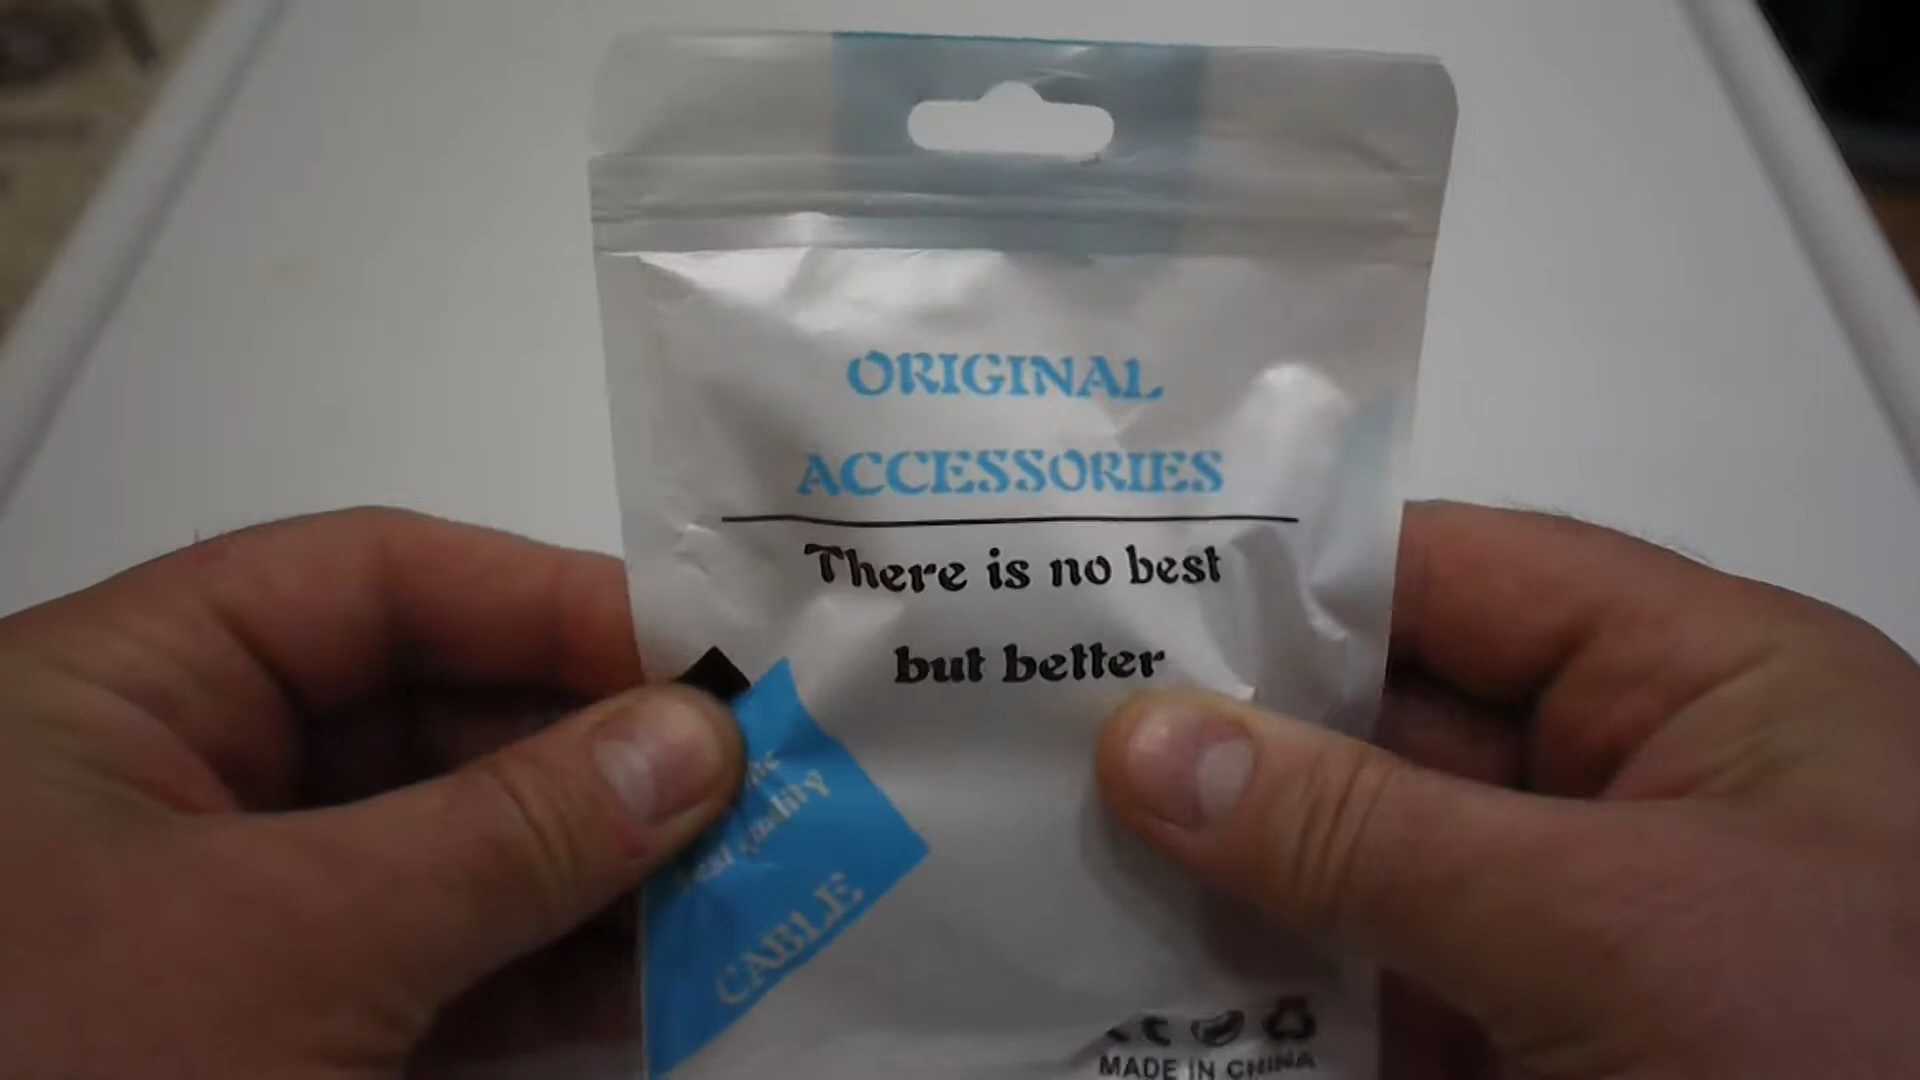 ORIGINAL
ACCESSORIES
There is no best
but better
CABLE
MADE IN CHINA